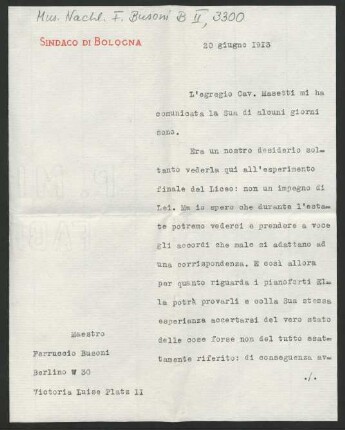 Mus. Nachl. F. Busoni B II, 3300
SINDACO DI BOLOGNA
20 giugno 1913
L'egregio Cav. Masetti mi ha
comunicata la Sua di alcuni giorni
sono.
Era un nostro desiderio sol-
tanto vederla qui all'esperimento
finale del Liceo: non un impegno di
Lei. Ma io spero che durante l'esta-
te potremo vederci e prendere a voce
gli accordi che male si adattano ad
una corrispondenza. E così allora
per quanto riguarda i pianoforti El-
la potrà provarli e colla Sua stessa
esperienza accertarsi del vero stato
delle cose forse non del tutto esat-
tamente riferito: di conseguenza av-
./.
Maestro
Ferruccio Busoni
Berlino W 30
Victoria Luise Platz II